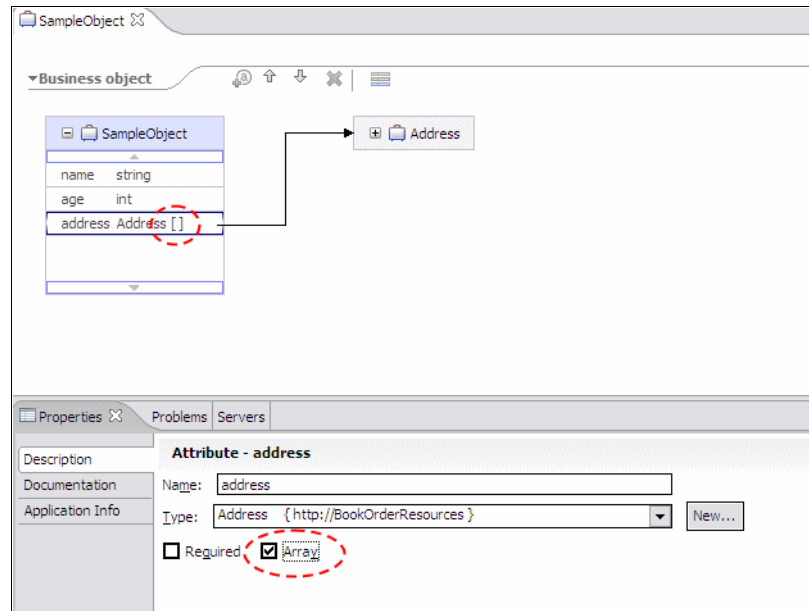 SampleObject
Business object
SampleObject
Address
name string
age int
address Address []
Properties Problems Servers
Description
Attribute - address
Documentation
Name: address
Application Info
Type: Address { http://BookOrderResources } New...
Required Array